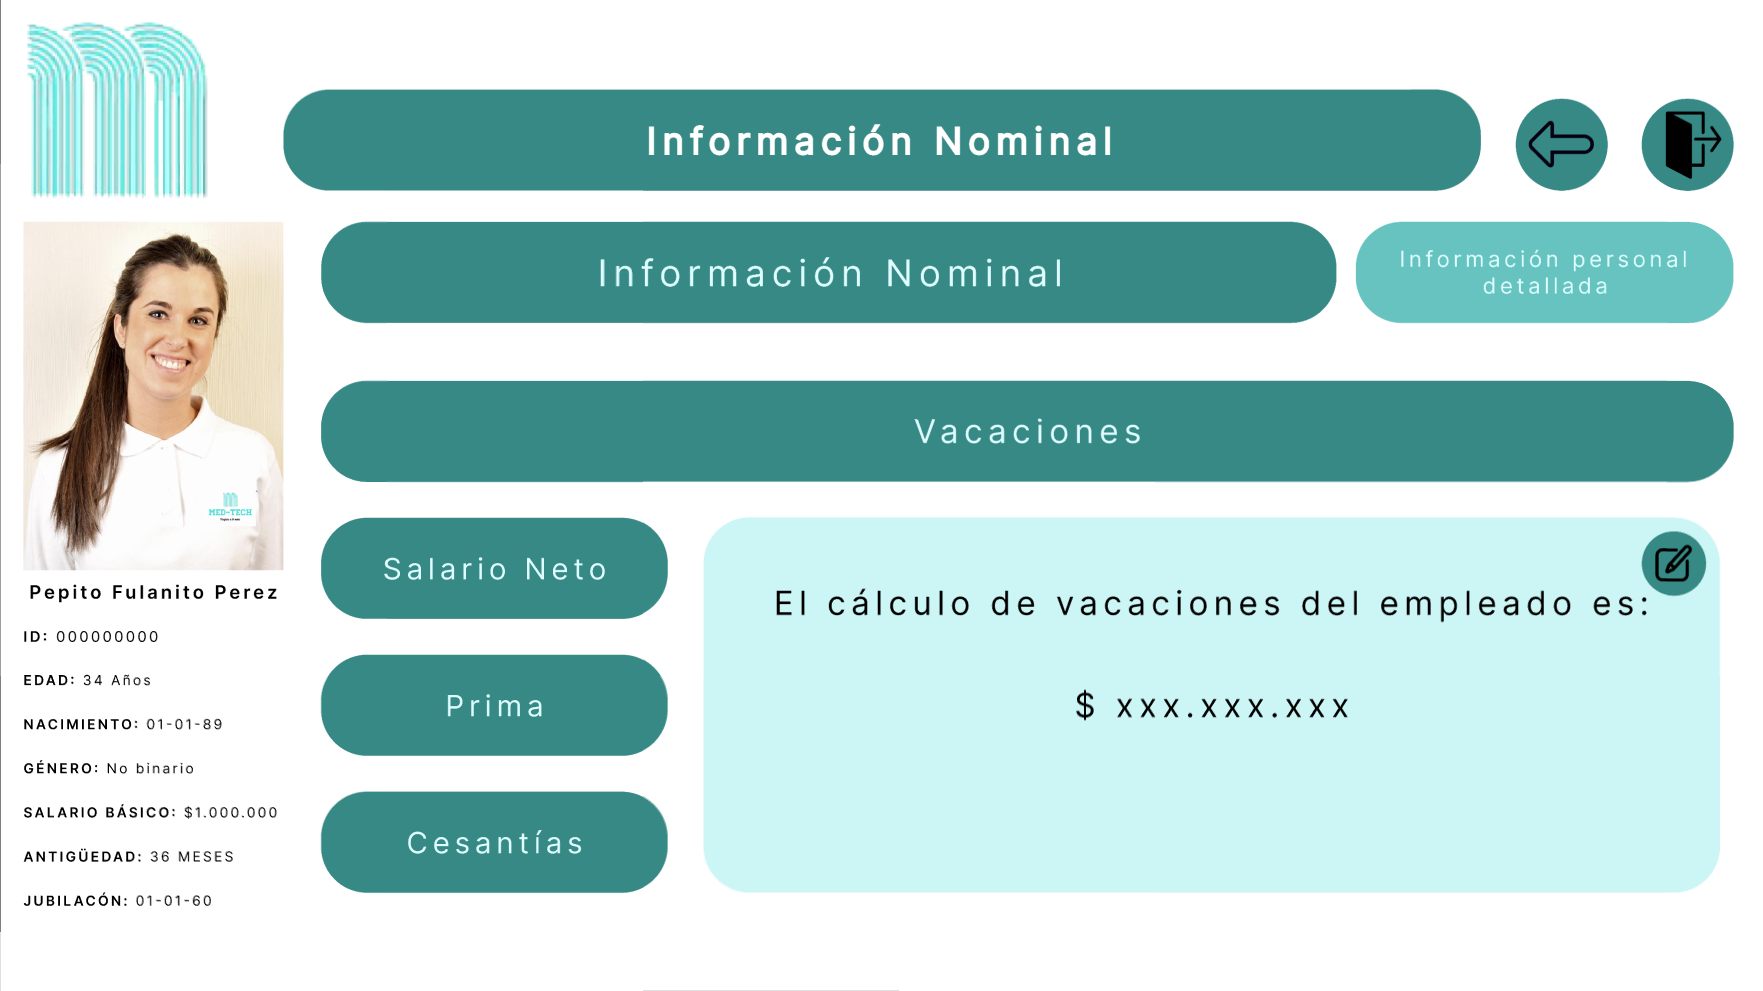 Información Nominal
Información Nominal
Información personal
detallada
Vacaciones
MED-TECH
Pepito Fulanito Perez
ID: 000000000
EDAD: 34 Años
NACIMIENTO: 01-01-89
GÉNERO: No binario
SALARIO BÁSICO: $1.000.000
ANTIGÜEDAD: 36 MESES
JUBILACÓN: 01-01-60
Salario Neto
Prima
Cesantías
El cálculo de vacaciones del empleado es:
$ xxx.xxx.xxx